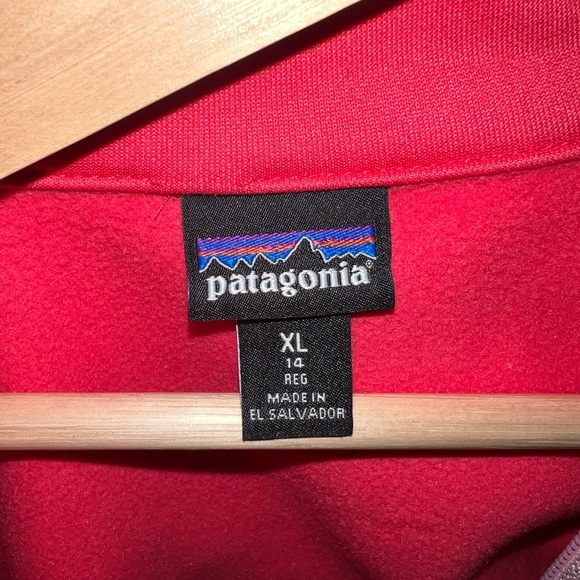 patagonia®
XL
14
REG
MADE IN
EL SALVADOR